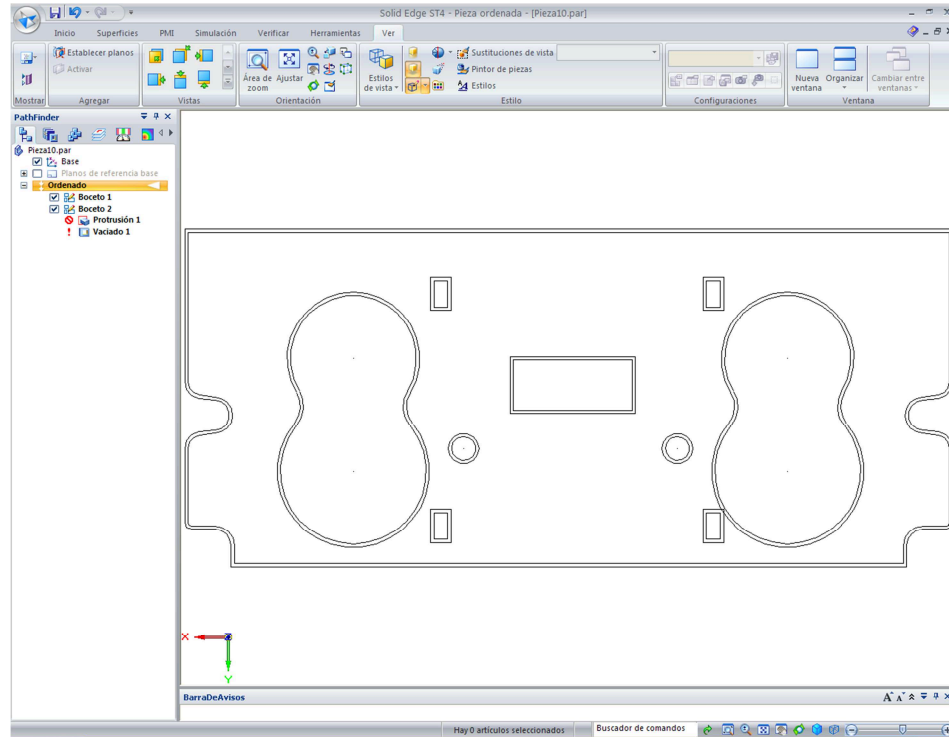 Solid Edge ST4 - Pieza ordenada - [Pieza10.par]
Inicio Superficies PMI Simulación Verificar Herramientas Ver
Establecer planos
Activar
Área de zoom
Ajustar
Estilos de vista
Sustituciones de vista
Pintor de piezas
Estilos
Nueva ventana
Organizar
Cambiar entre ventanas
Mostrar Agregar Vistas Orientación Estilo Configuraciones Ventana
PathFinder
Pieza10.par
Base
Planos de referencia base
Ordenado
Boceto 1
Boceto 2
Protrusión 1
Vaciado 1
X
Y
BarraDeAvisos
Hay 0 artículos seleccionados
Buscador de comandos